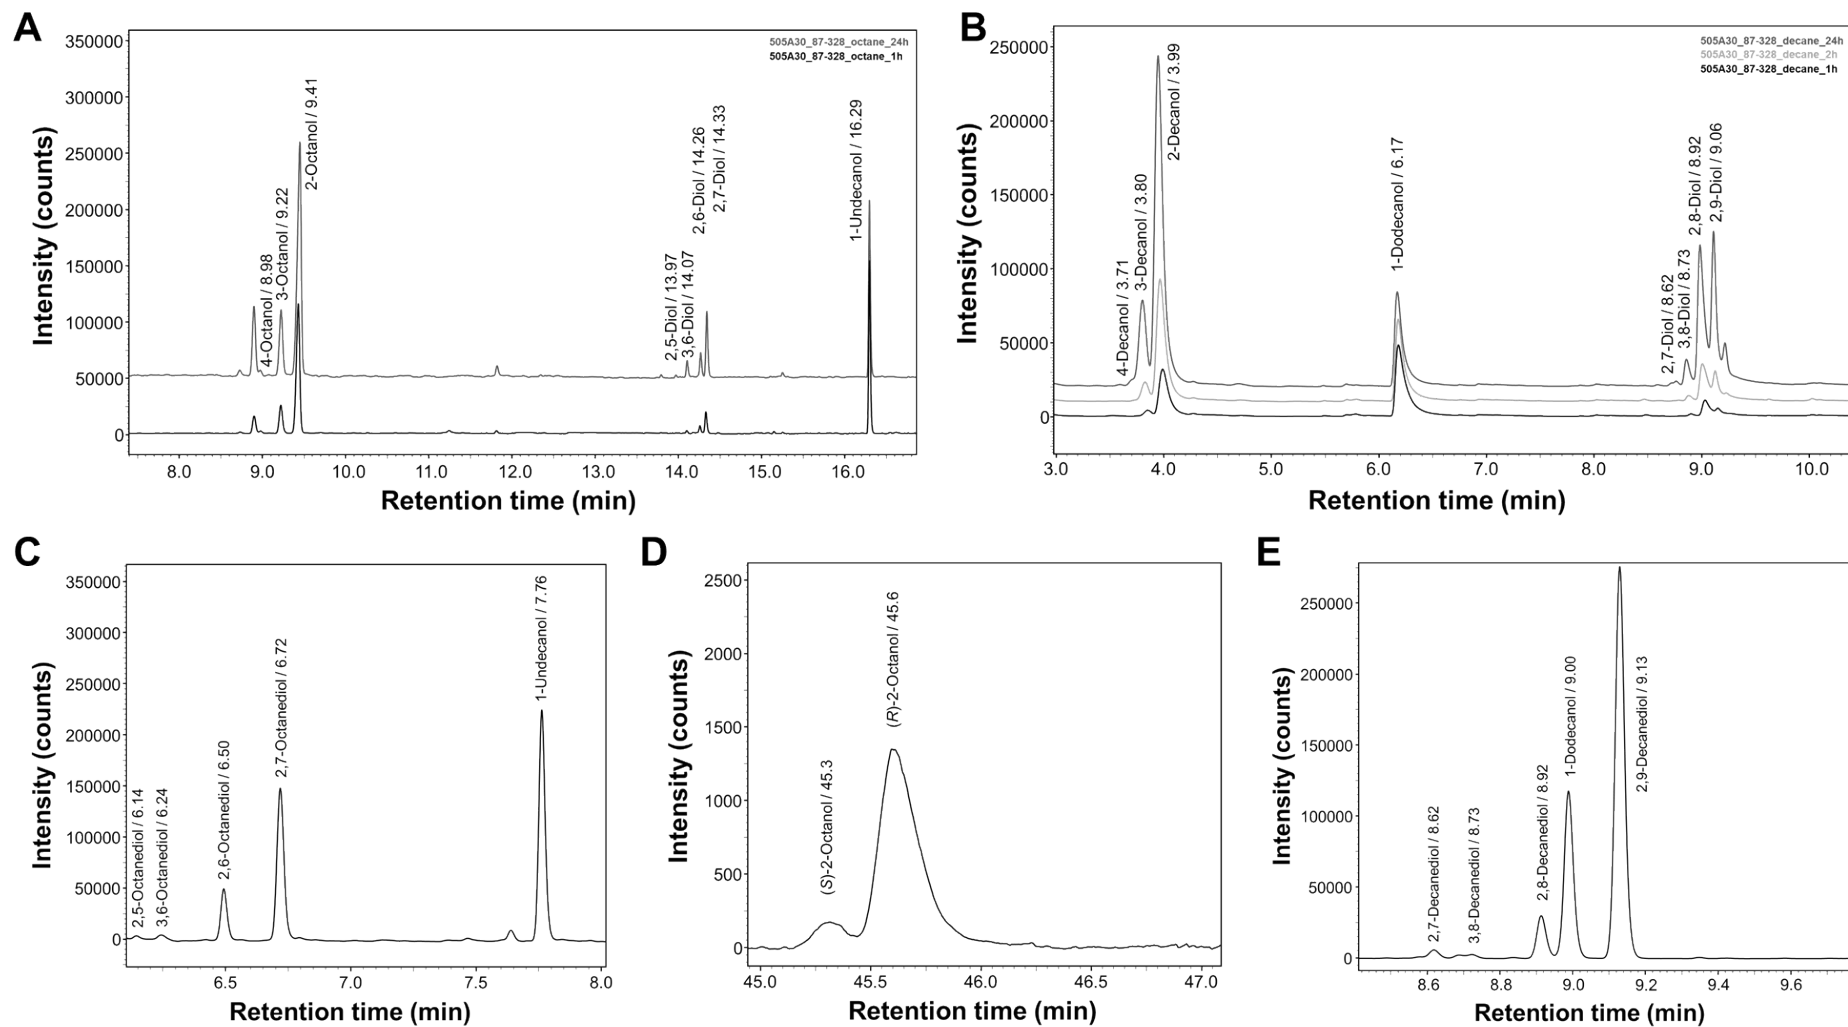 A
Intensity (counts)
350000
300000
250000
200000
150000
100000
50000
0
505A30_87-328_octane_24h
505A30_87-328_octane_1h
4-Octanol / 8.98
3-Octanol / 9.22
2-Octanol / 9.41
2,5-Diol / 13.97
3,6-Diol / 14.07
2,6-Diol / 14.26
2,7-Diol / 14.33
1-Undecanol / 16.29
8.0 9.0 10.0 11.0 12.0 13.0 14.0 15.0 16.0
Retention time (min)
B
Intensity (counts)
250000
200000
150000
100000
50000
0
505A30_87-328_decane_24h
505A30_87-328_decane_2h
505A30_87-328_decane_1h
4-Decanol / 3.71
3-Decanol / 3.80
2-Decanol / 3.99
1-Dodecanol / 6.17
2,7-Diol / 8.62
3,8-Diol / 8.73
2,8-Diol / 8.92
2,9-Diol / 9.06
3.0 4.0 5.0 6.0 7.0 8.0 9.0 10.0
Retention time (min)
C
Intensity (counts)
350000
300000
250000
200000
150000
100000
50000
0
2,5-Octanediol / 6.14
3,6-Octanediol / 6.24
2,6-Octanediol / 6.50
2,7-Octanediol / 6.72
1-Undecanol / 7.76
6.5 7.0 7.5 8.0
Retention time (min)
D
Intensity (counts)
2500
2000
1500
1000
500
0
(S)-2-Octanol / 45.3
(R)-2-Octanol / 45.6
45.0 45.5 46.0 46.5 47.0
Retention time (min)
E
Intensity (counts)
250000
200000
150000
100000
50000
0
2,7-Decanediol / 8.62
3,8-Decanediol / 8.73
2,8-Decanediol / 8.92
1-Dodecanol / 9.00
2,9-Decanediol / 9.13
8.6 8.8 9.0 9.2 9.4 9.6
Retention time (min)